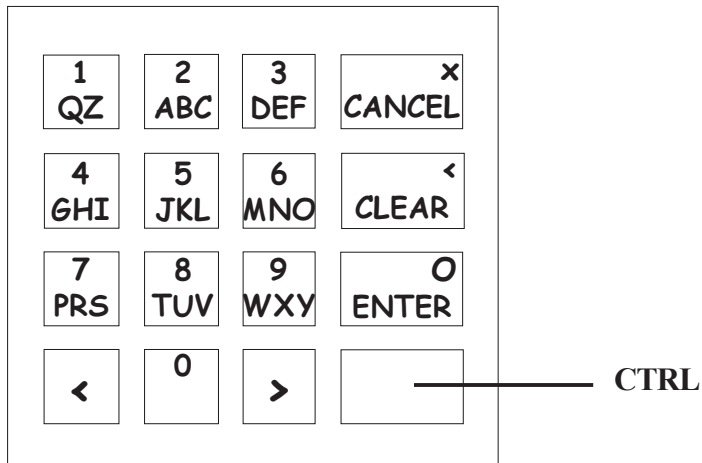 1 2 3 x
QZ ABC DEF CANCEL
4 5 6 <
GHI JKL MNO CLEAR
7 8 9 O
PRS TUV WXY ENTER
< 0 > CTRL